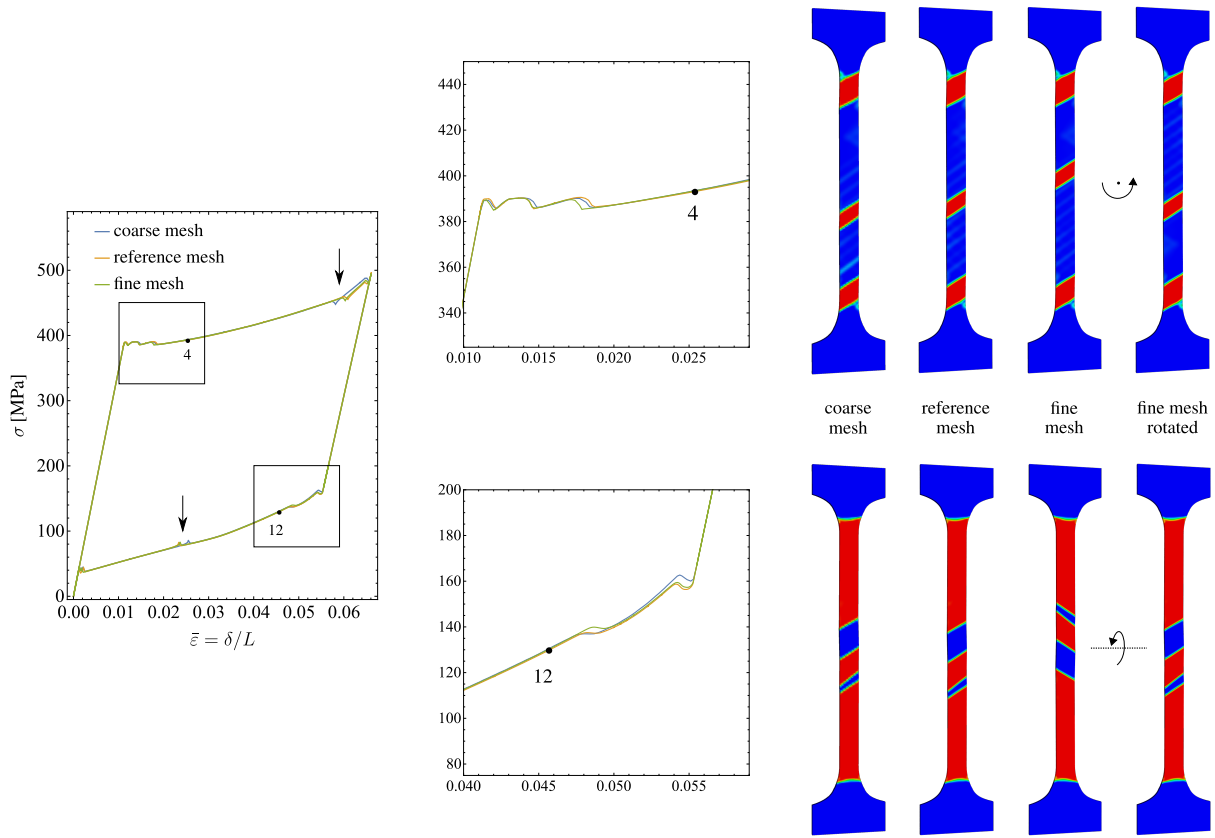 coarse mesh
reference mesh
fine mesh
500
400
300
200
100
0
σ [MPa]
4
12
0.00 0.01 0.02 0.03 0.04 0.05 0.06
ε̄ = δ/L
440
420
400
380
360
340
4
0.010 0.015 0.020 0.025
200
180
160
140
120
100
80
12
0.040 0.045 0.050 0.055
coarse
mesh
reference
mesh
fine
mesh
fine mesh
rotated